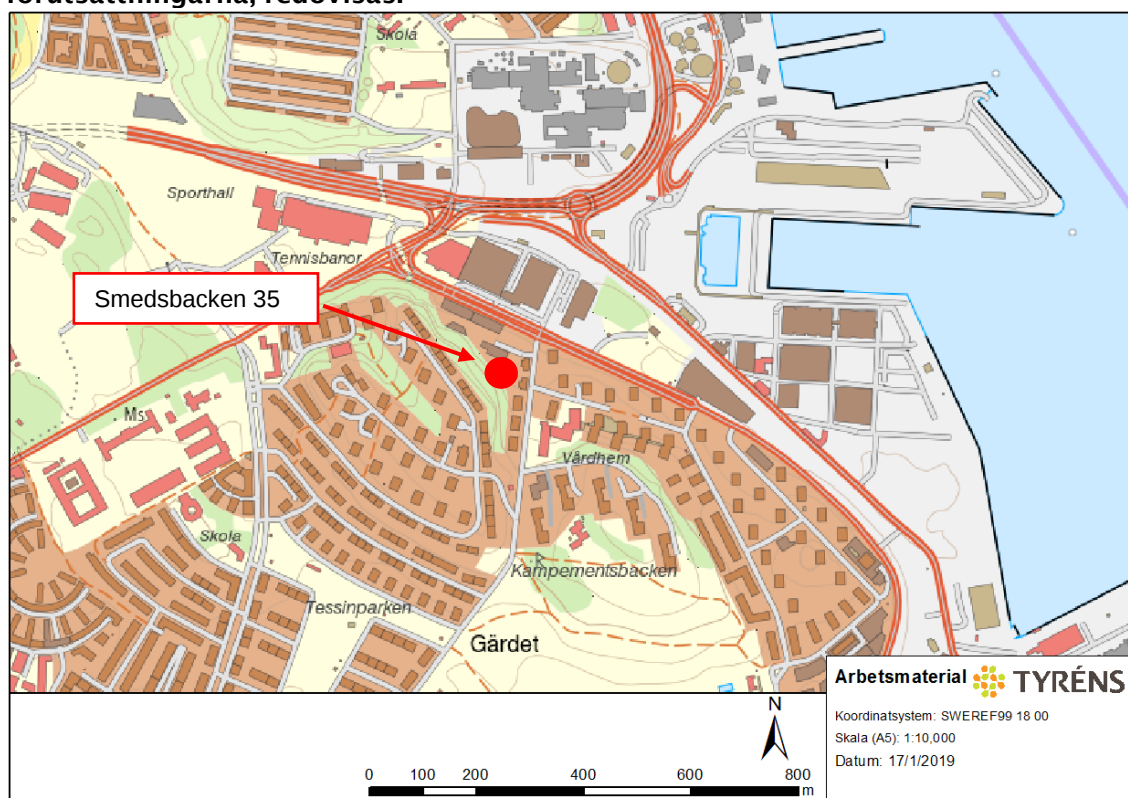 förutsättningarna, redovisas.
Skola
Sporthall
Tennisbanor
Smedsbacken 35
Ms
Vårdhem
Skola
Kampementsbacken
Tessinparken
Gärdet
Arbetsmaterial TYRÉNS
Koordinatsystem: SWEREF99 18 00
Skala (A5): 1:10,000
Datum: 17/1/2019
N
0 100 200 400 600 800
m